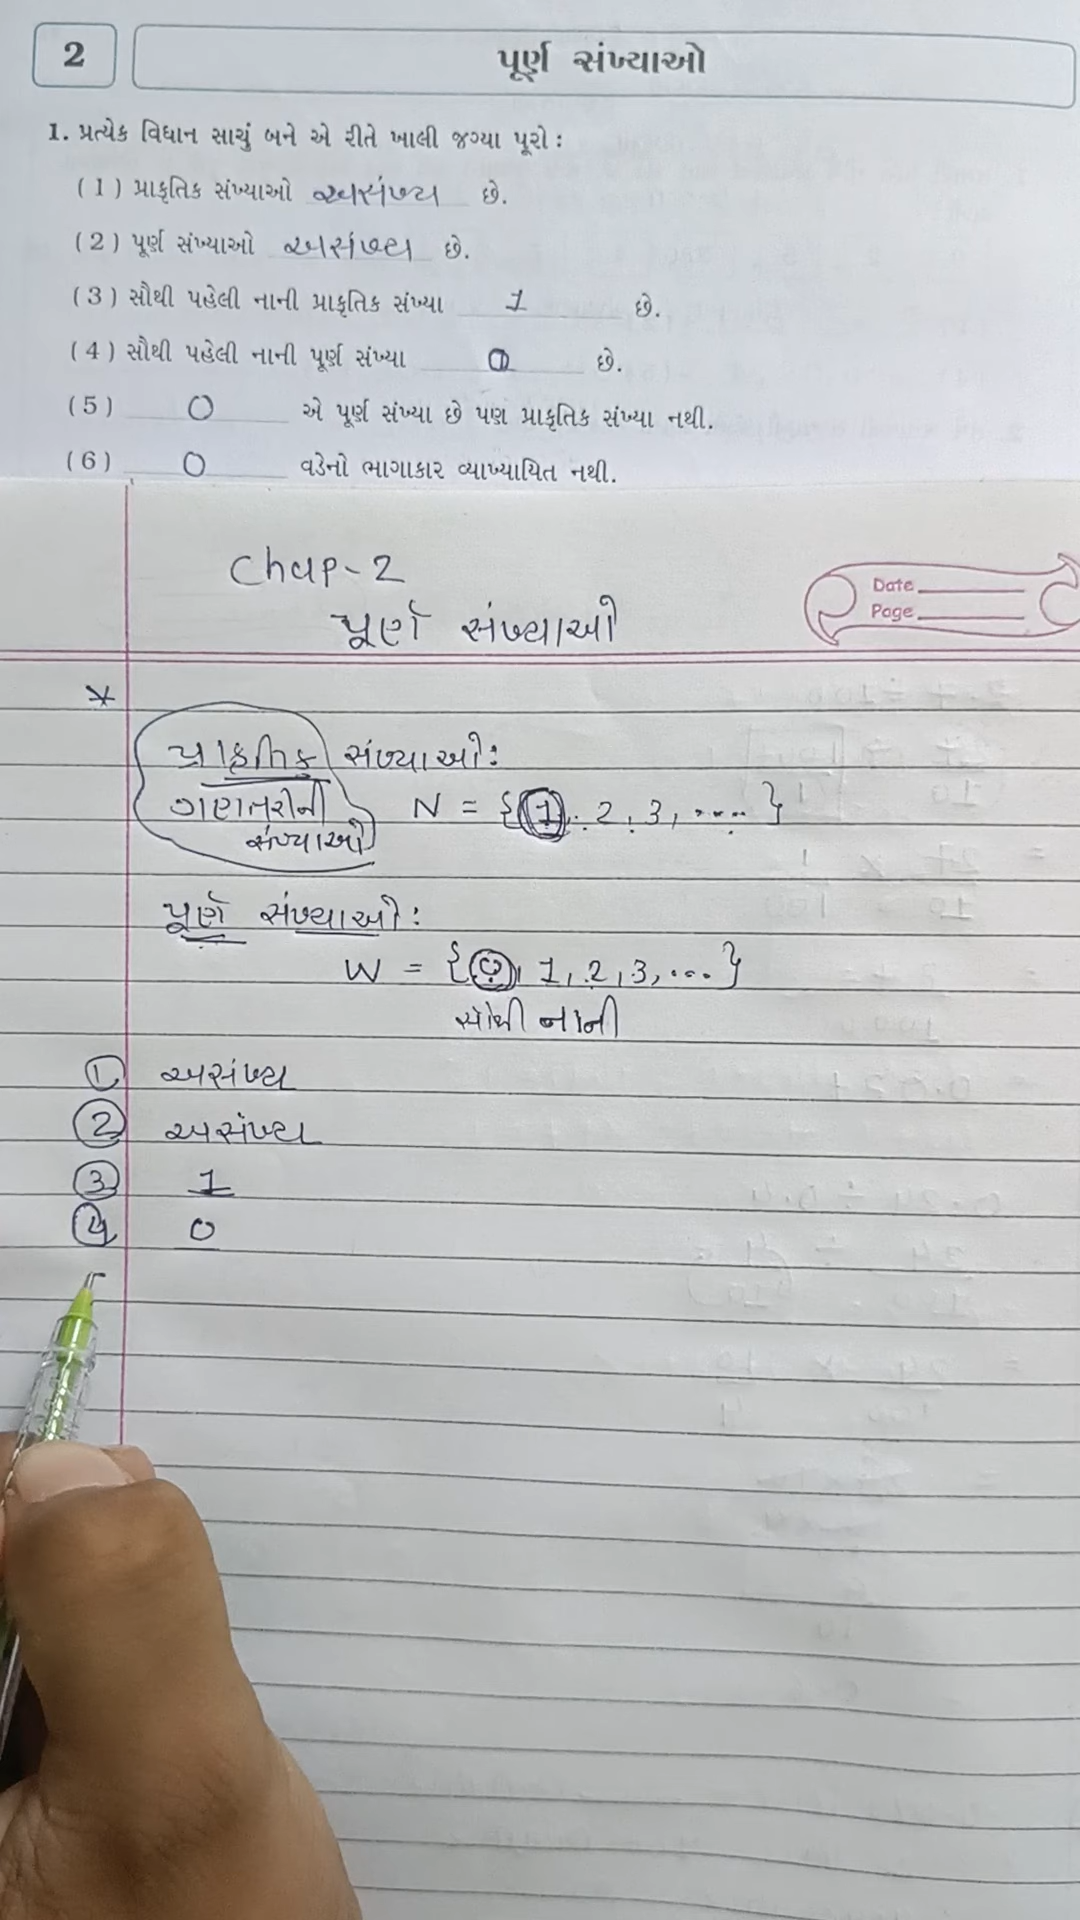 2
પૂર્ણ સંખ્યાઓ
1. પ્રત્યેક વિધાન સાચું બને એ રીતે ખાલી જગ્યા પૂરો :
(1) પ્રાકૃતિક સંખ્યાઓ અસંખ્ય છે.
(2) પૂર્ણ સંખ્યાઓ અસંખ્ય છે.
(3) સૌથી પહેલી નાની પ્રાકૃતિક સંખ્યા 1 છે.
(4) સૌથી પહેલી નાની પૂર્ણ સંખ્યા 0 છે.
(5) 0 એ પૂર્ણ સંખ્યા છે પણ પ્રાકૃતિક સંખ્યા નથી.
(6) 0 વડેનો ભાગાકાર વ્યાખ્યાયિત નથી.
Chap-2
પૂર્ણ સંખ્યાઓ
Date
Page
* પ્રાકૃતિક સંખ્યાઓ:
ગણતરીની N = {1, 2, 3, ....}
સંખ્યાઓ
પૂર્ણ સંખ્યાઓ:
W = {0, 1, 2, 3, ...}
સૌથી નાની
1 અસંખ્ય
2 અસંખ્ય
3 1
4 0